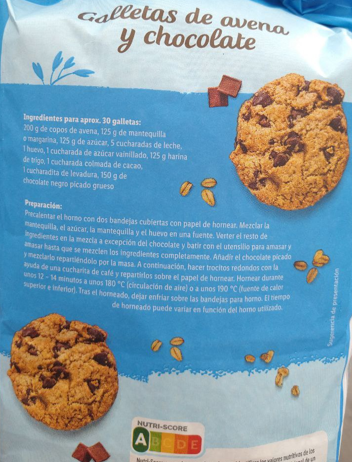 Galletas de avena
y chocolate
Ingredientes para aprox. 30 galletas:
200 g de copos de avena, 125 g de mantequilla
o margarina, 125 g de azúcar, 5 cucharadas de leche,
1 huevo, 1 cucharada de azúcar vainillado, 125 g harina
de trigo, 1 cucharada colmada de cacao,
1 cucharadita de levadura, 150 g de
chocolate negro picado grueso
Preparación:
Precalentar el horno con dos bandejas cubiertas con papel de hornear. Mezclar la
mantequilla, el azúcar, la mantequilla y el huevo en una fuente. Verter el resto de
ingredientes en la mezcla a excepción del chocolate y batir con el utensilio para amasar y
amasar hasta que se mezclen los ingredientes completamente. Añadir el chocolate picado
y mezclarlo repartiéndolo por la masa. A continuación, hacer trocitos redondos con la
ayuda de una cucharita de café y repartirlos sobre el papel de hornear. Hornear durante
unos 12 – 14 minutos a unos 180 °C (circulación de aire) o a unos 190 °C (fuente de calor
superior e inferior). Tras el horneado, dejar enfriar sobre las bandejas para horno. El tiempo
de horneado puede variar en función del horno utilizado.
Sugerencia de presentación
NUTRI-SCORE
A B C D E
valores nutritivos de los